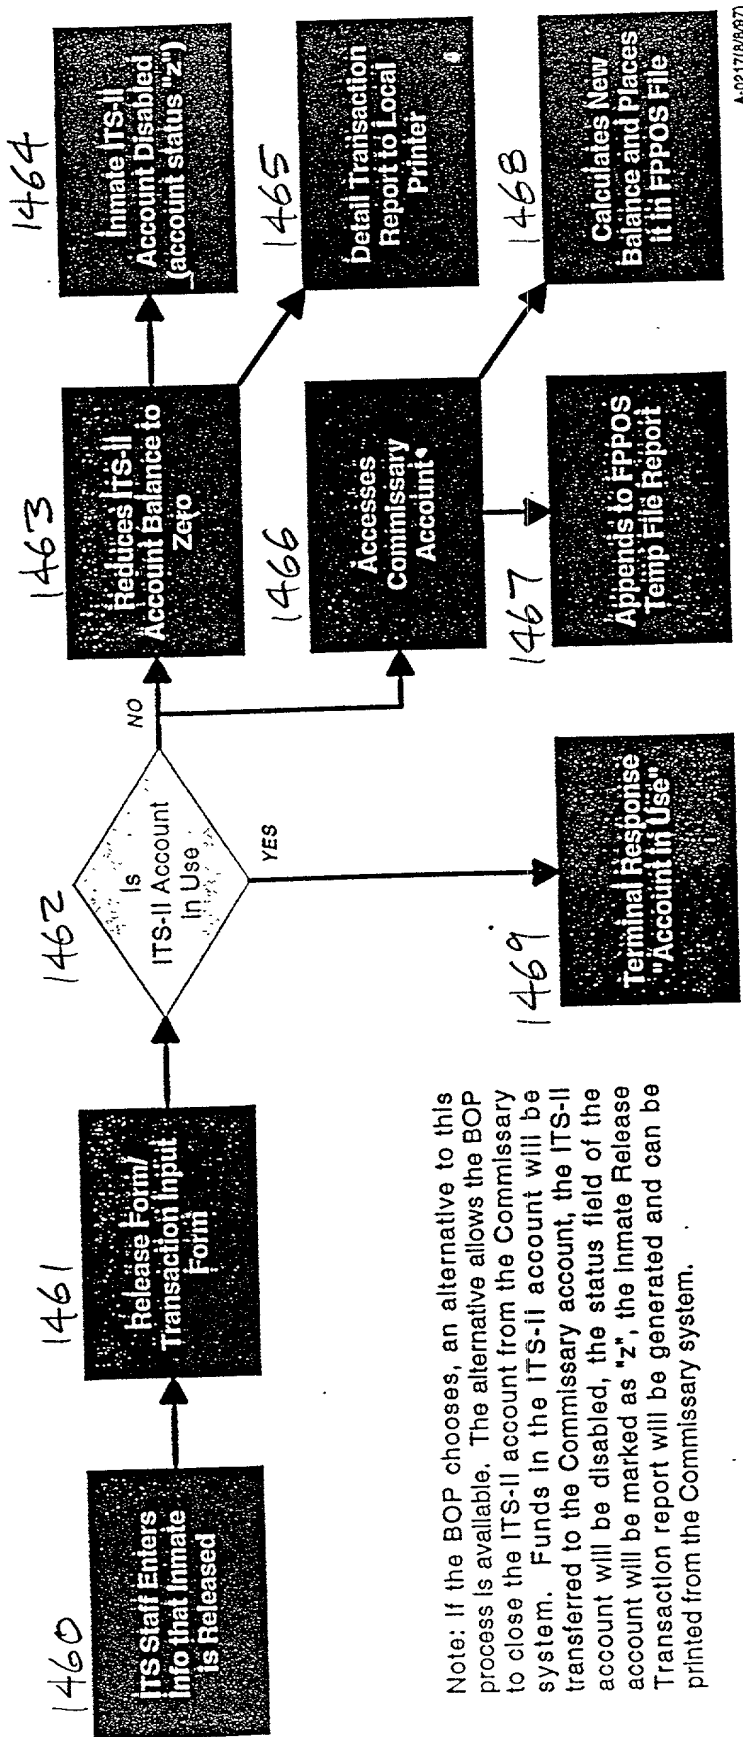 1460
ITS Staff Enters
Info that Inmate
is Released
1461
Release Form/
Transaction Input
Form
1462
Is
ITS-II Account
In Use
NO
YES
1463
Reduces ITS-II
Account Balance to
Zero
1464
Inmate ITS-II
Account Disabled
(account status "z")
1465
Detail Transaction
Report to Local
Printer
1466
Accesses
Commissary
Account
1467
Appends to FPPOS
Temp File Report
1468
Calculates New
Balance and Places
it in FPPOS File
1469
Terminal Response
"Account in Use"
Note: If the BOP chooses, an alternative to this
process is available. The alternative allows the BOP
to close the ITS-II account from the Commissary
system. Funds in the ITS-II account will be
transferred to the Commissary account, the ITS-II
account will be disabled, the status field of the
account will be marked as "z", the Inmate Release
Transaction report will be generated and can be
printed from the Commissary system.
A-0217(8/8/97)